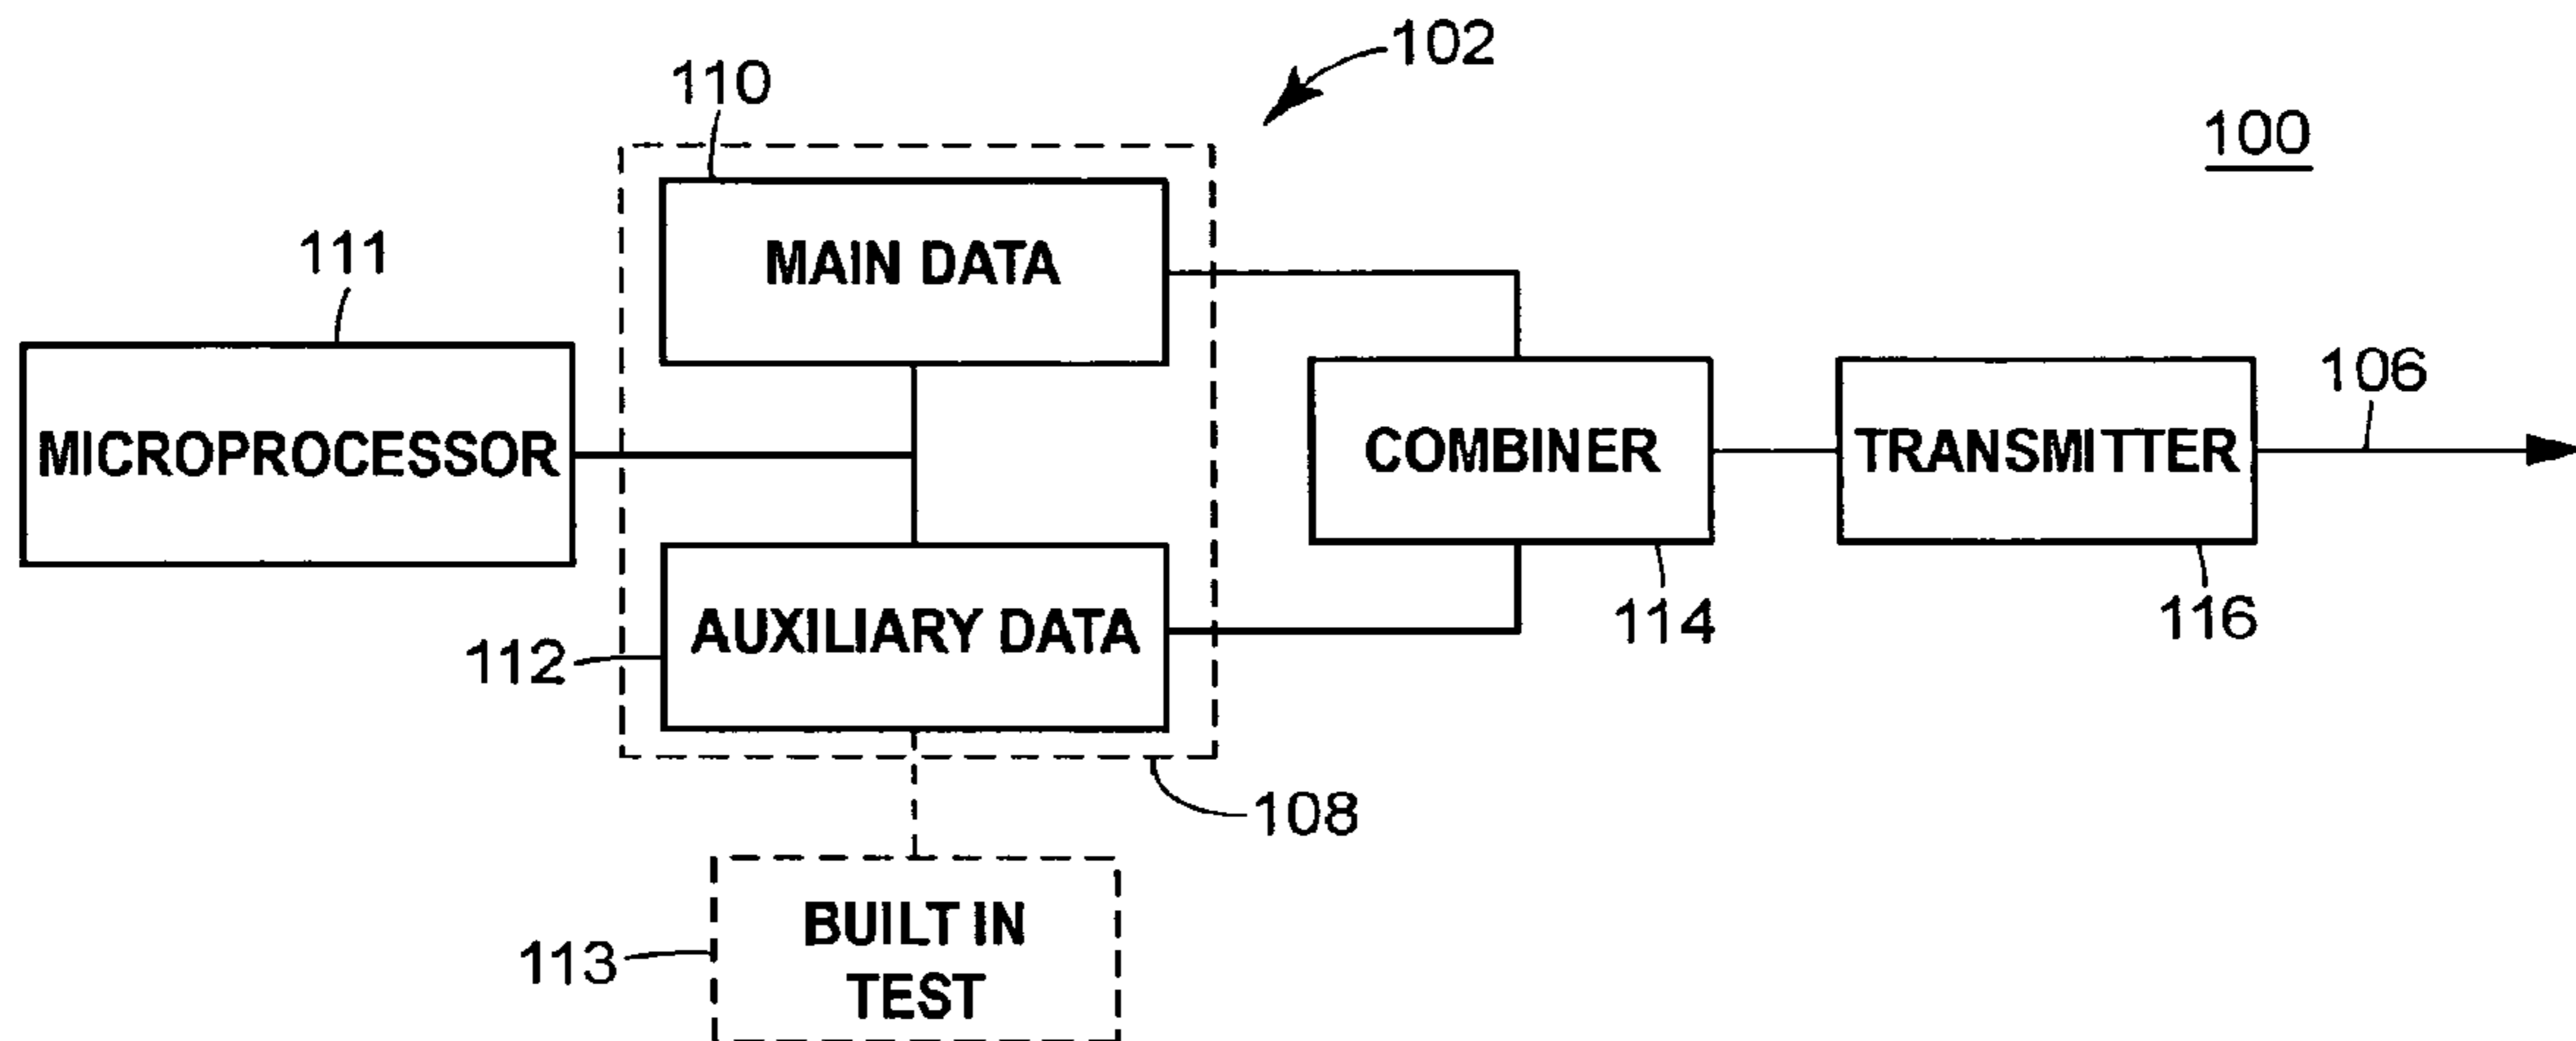 102
110
100
111
MAIN DATA
106
MICROPROCESSOR
COMBINER
TRANSMITTER
112
AUXILIARY DATA
114
116
108
113
BUILT IN
TEST